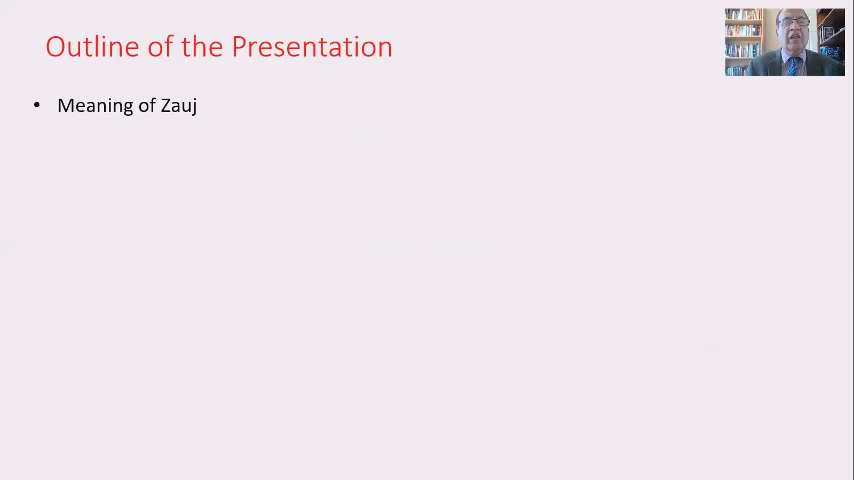 Outline of the Presentation
• Meaning of Zauj